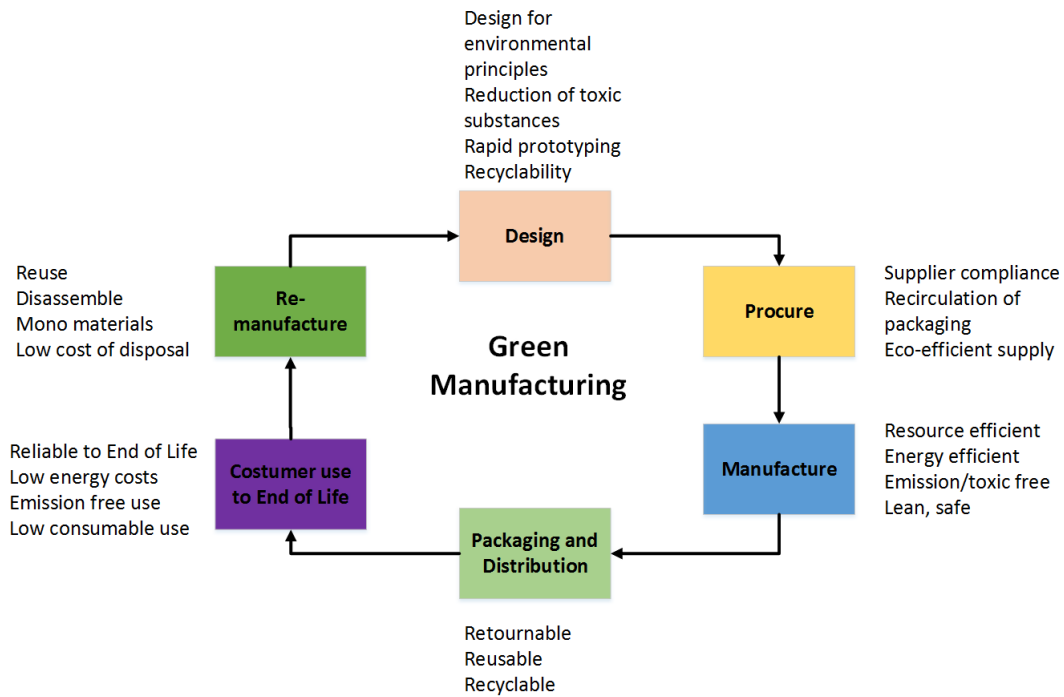 Design for
environmental
principles
Reduction of toxic
substances
Rapid prototyping
Recyclability
Design
Reuse
Disassemble
Mono materials
Low cost of disposal
Re-
manufacture
Procure
Supplier compliance
Recirculation of
packaging
Eco-efficient supply
Green
Manufacturing
Reliable to End of Life
Low energy costs
Emission free use
Low consumable use
Costumer use
to End of Life
Manufacture
Resource efficient
Energy efficient
Emission/toxic free
Lean, safe
Packaging and
Distribution
Retournable
Reusable
Recyclable